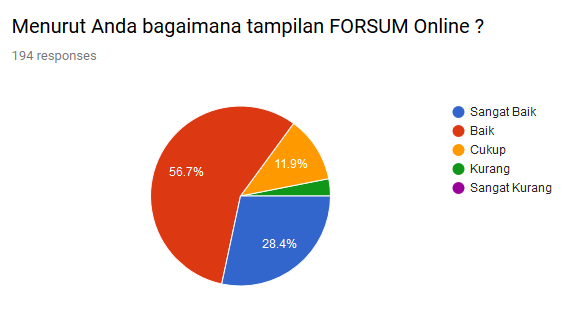 Menurut Anda bagaimana tampilan FORSUM Online ?
194 responses
Sangat Baik
Baik
Cukup
Kurang
Sangat Kurang
56.7%
11.9%
28.4%